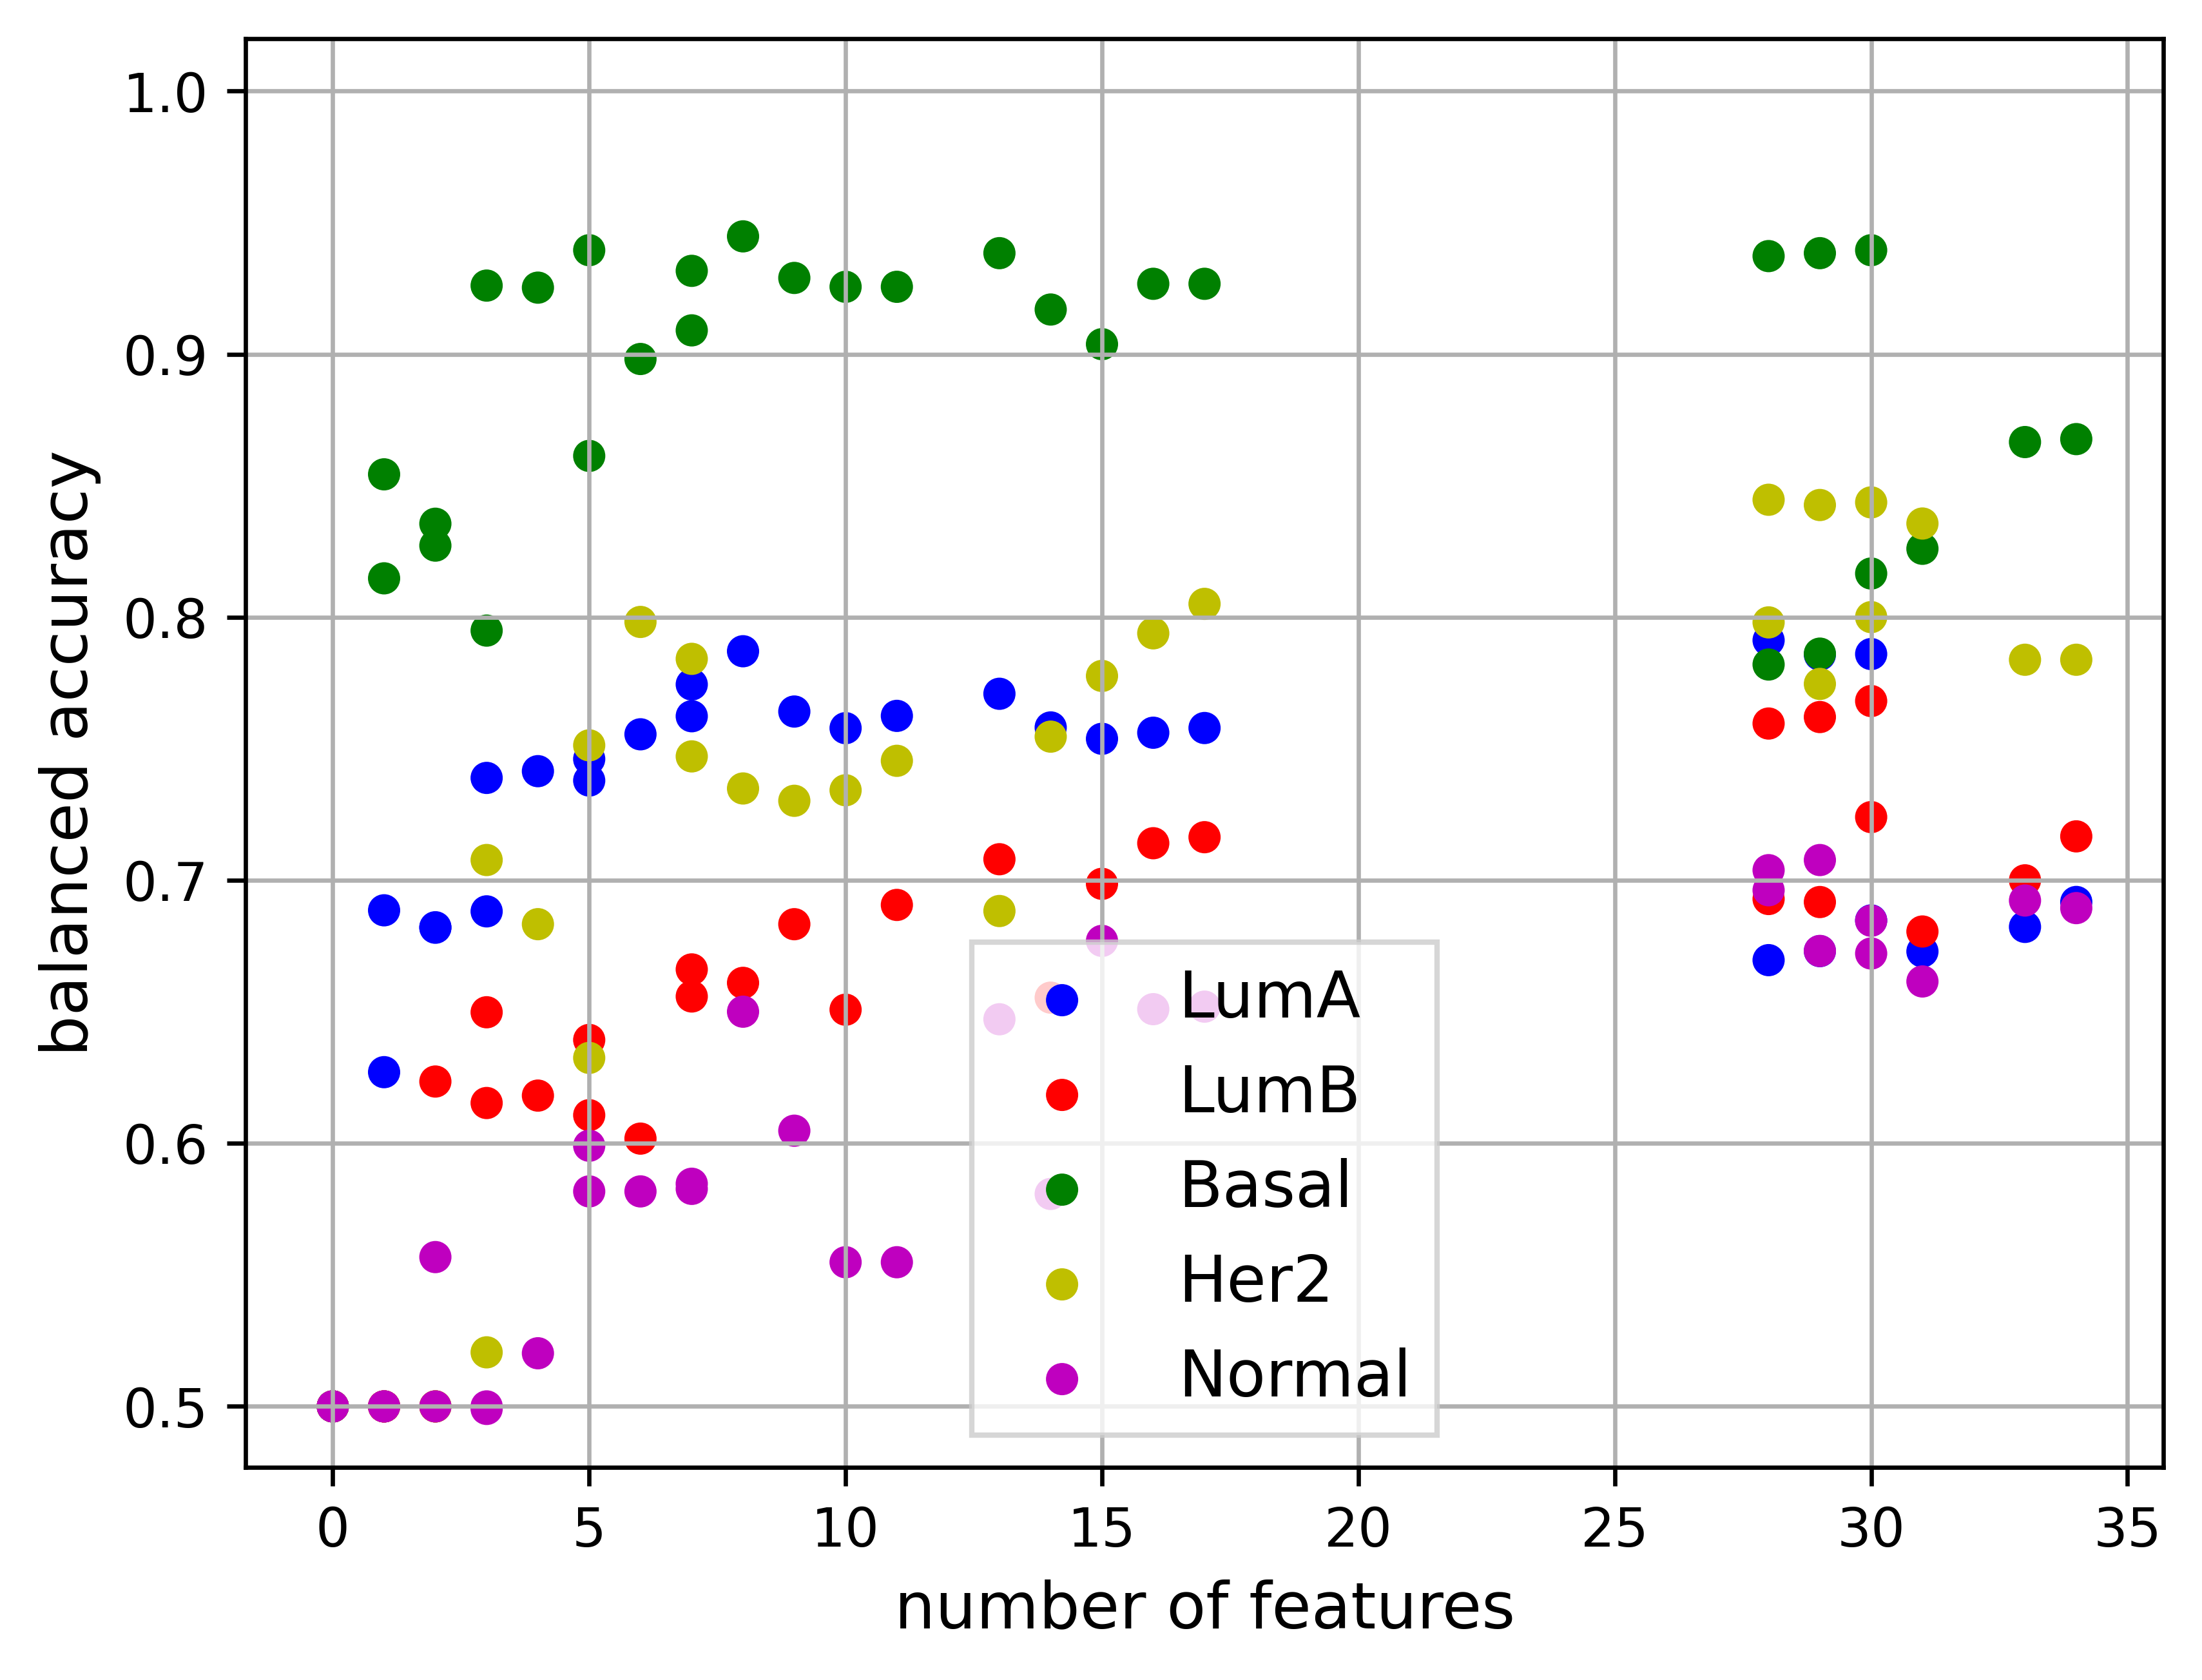 1.0
0.9
0.8
0.7
0.6
0.5
balanced accuracy
LumA
LumB
Basal
Her2
Normal
0 5 10 15 20 25 30 35
number of features